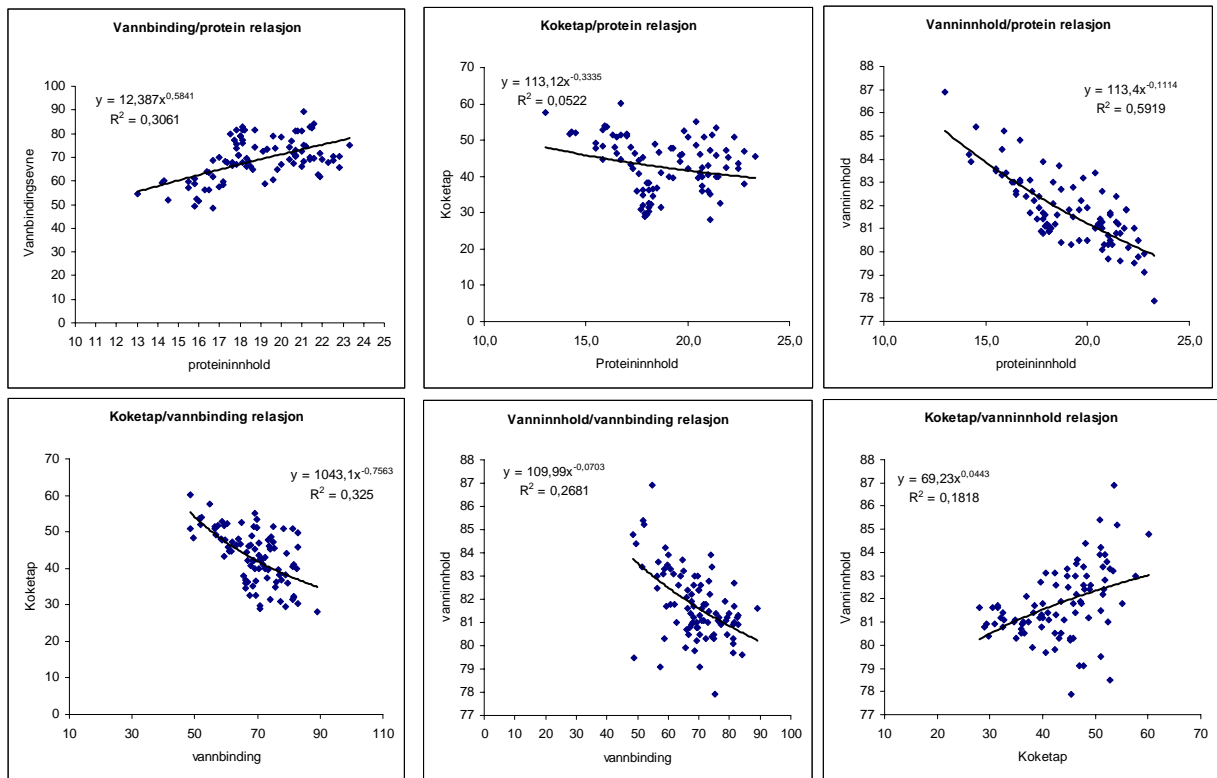 Vannbinding/protein relasjon
y = 12,387x^0,5841
R² = 0,3061
Vannbindingsevne
100
90
80
70
60
50
40
30
20
10
0
10 11 12 13 14 15 16 17 18 19 20 21 22 23 24 25
proteininnhold
Koketap/protein relasjon
y = 113,12x^-0,3335
R² = 0,0522
Koketap
70
60
50
40
30
20
10
0
10,0 15,0 20,0 25,0
Proteininnhold
Vanninnhold/protein relasjon
y = 113,4x^-0,1114
R² = 0,5919
vanninnhold
88
87
86
85
84
83
82
81
80
79
78
77
10,0 15,0 20,0 25,0
proteininnhold
Koketap/vannbinding relasjon
y = 1043,1x^-0,7563
R² = 0,325
Koketap
70
60
50
40
30
20
10
0
10 30 50 70 90 110
vannbinding
Vanninnhold/vannbinding relasjon
y = 109,99x^-0,0703
R² = 0,2681
vanninnhold
88
87
86
85
84
83
82
81
80
79
78
77
0 10 20 30 40 50 60 70 80 90 100
vannbinding
Koketap/vanninnhold relasjon
y = 69,23x^0,0443
R² = 0,1818
Vanninnhold
88
87
86
85
84
83
82
81
80
79
78
77
10 20 30 40 50 60 70
Koketap